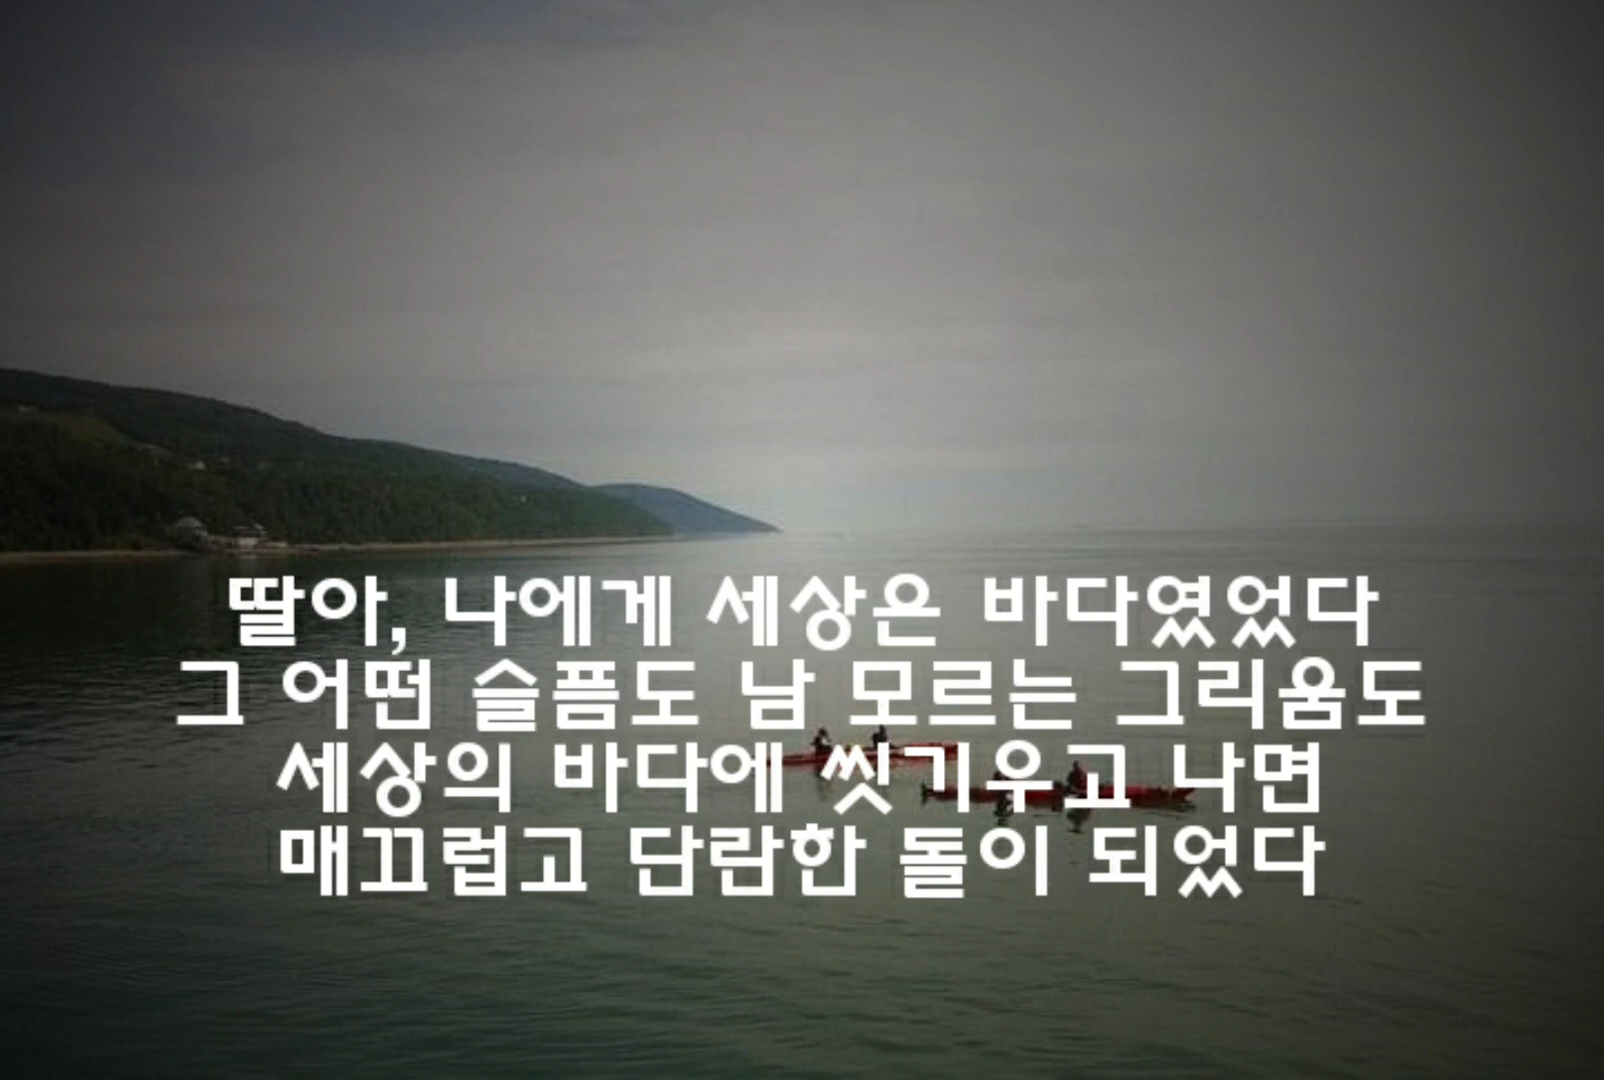 딸아, 나에게 세상은 바다였었다
그 어떤 슬픔도 남 모르는 그리움도
세상의 바다에 씻기우고 나면
매끄럽고 단란한 돌이 되었다